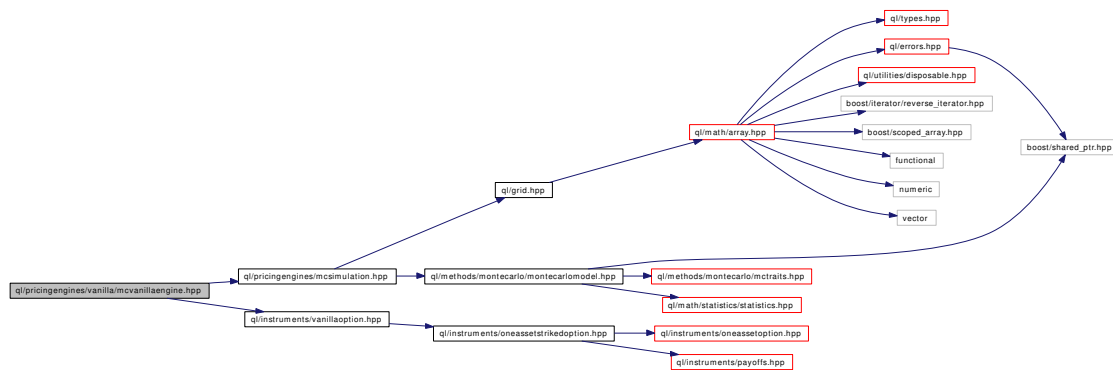 ql/types.hpp
ql/errors.hpp
ql/utilities/disposable.hpp
boost/iterator/reverse_iterator.hpp
ql/math/array.hpp
boost/scoped_array.hpp
boost/shared_ptr.hpp
functional
ql/grid.hpp
numeric
vector
ql/pricingengines/mcsimulation.hpp
ql/methods/montecarlo/montecarlomodel.hpp
ql/methods/montecarlo/mctraits.hpp
ql/pricingengines/vanilla/mcvanillaengine.hpp
ql/math/statistics/statistics.hpp
ql/instruments/vanillaoption.hpp
ql/instruments/oneassetstrikedoption.hpp
ql/instruments/oneassetoption.hpp
ql/instruments/payoffs.hpp